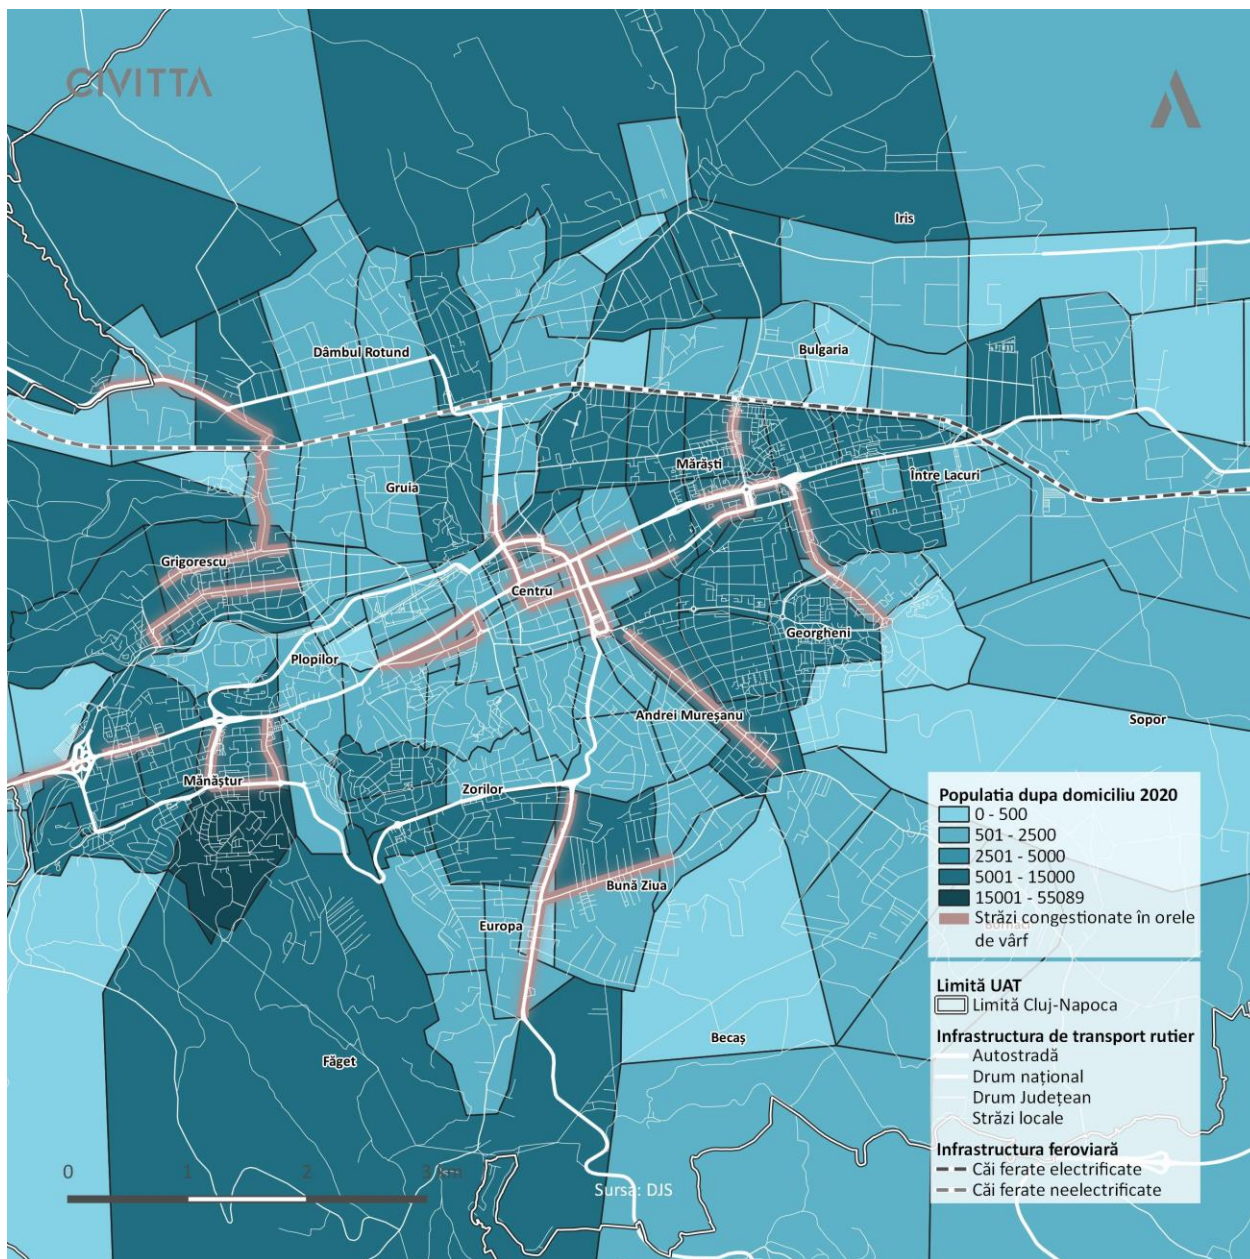 CIVITTA
Iris
Dâmbul Rotund
Bulgaria
Mărăști
Între Lacuri
Gruia
Grigorescu
Centru
Georgheni
Plopilor
Andrei Mureșanu
Sopor
Mănăștur
Zorilor
Bună Ziua
Europa
Becaș
Făget
Populatia dupa domiciliu 2020
0 - 500
501 - 2500
2501 - 5000
5001 - 15000
15001 - 55089
Străzi congestionate în orele
de vârf
Limită UAT
Limită Cluj-Napoca
Infrastructura de transport rutier
Autostradă
Drum național
Drum Județean
Străzi locale
Infrastructura feroviară
Căi ferate electrificate
Căi ferate neelectrificate
0 1 2 3 km
Sursa: DJS